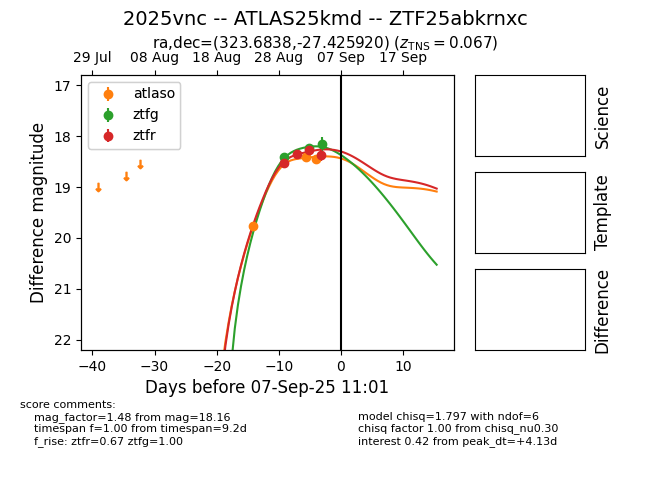 2025vnc -- ATLAS25kmd -- ZTF25abkrnxc
ra,dec=(323.6838,-27.425920) (z_TNS = 0.067)
29 Jul 08 Aug 18 Aug 28 Aug 07 Sep 17 Sep
atlaso
ztfg
ztfr
17
18
19
20
21
22
Difference magnitude
−40 −30 −20 −10 0 10
Days before 07-Sep-25 11:01
Science
Template
Difference
score comments:
mag_factor=1.48 from mag=18.16
timespan f=1.00 from timespan=9.2d
f_rise: ztfr=0.67 ztfg=1.00
model chisq=1.797 with ndof=6
chisq factor 1.00 from chisq_nu0.30
interest 0.42 from peak_dt=+4.13d